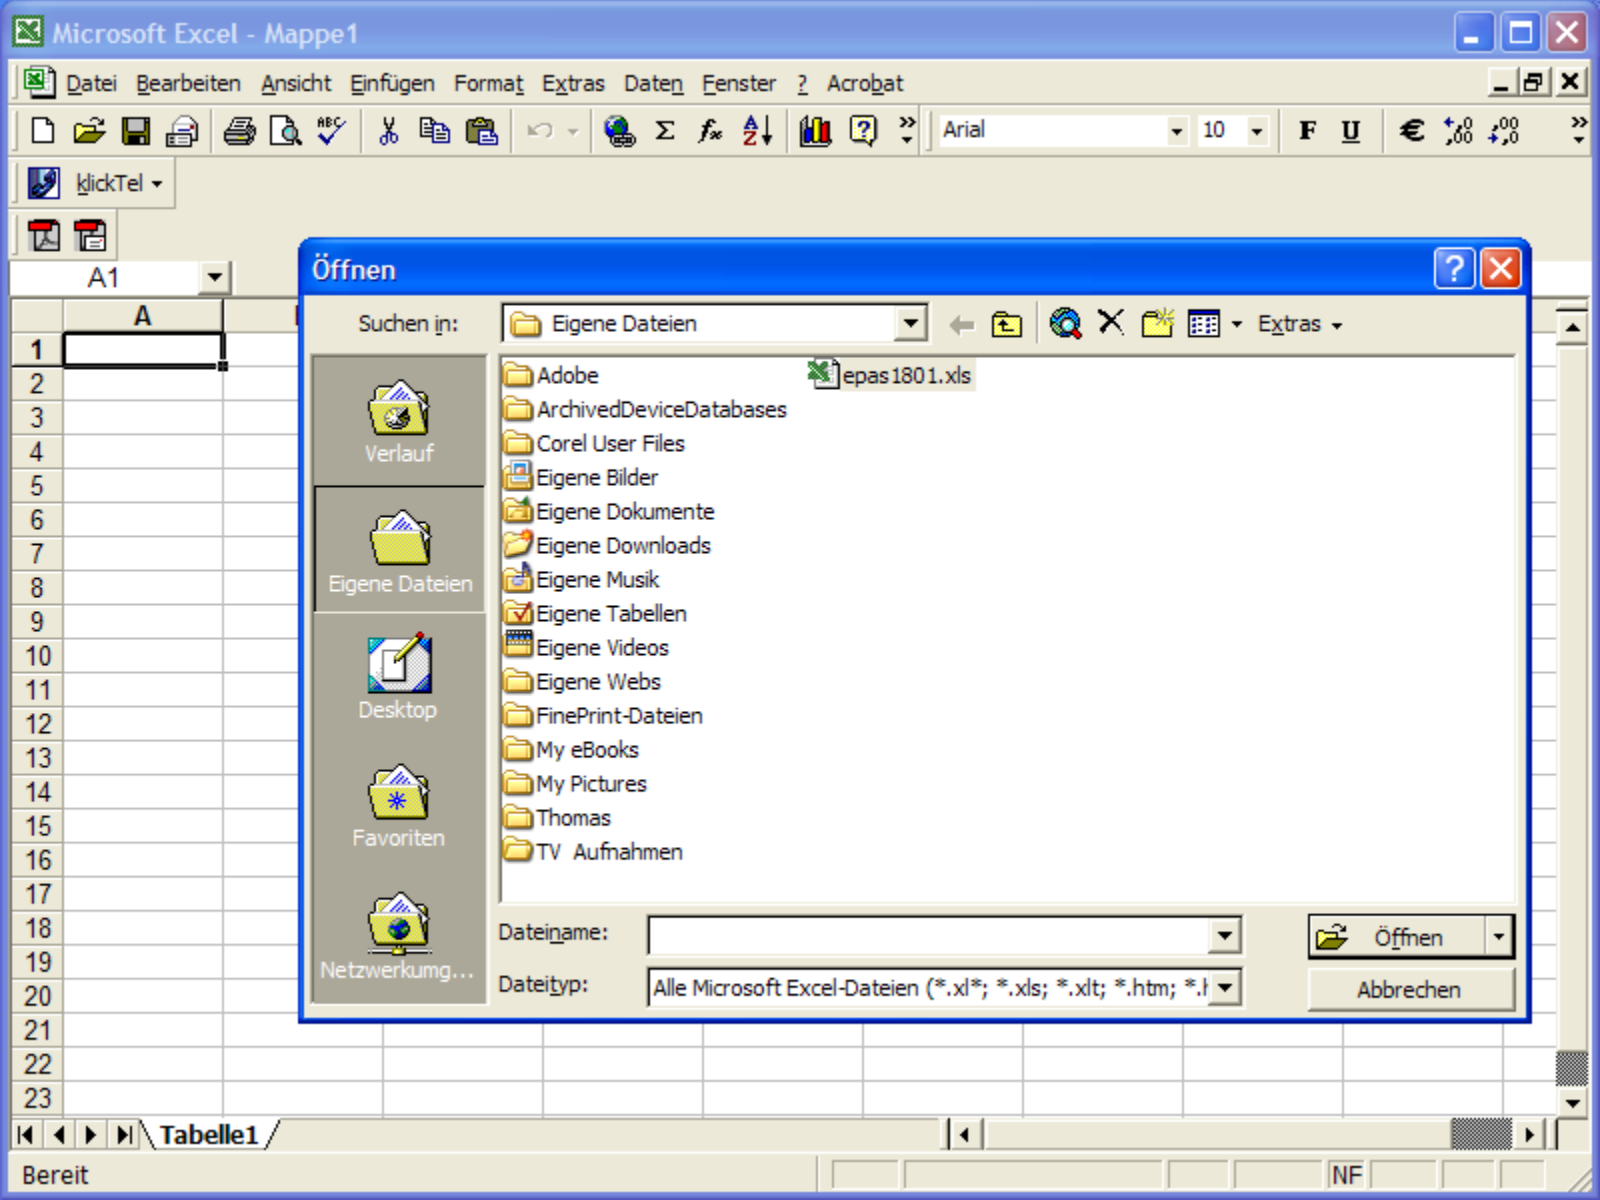 Microsoft Excel - Mappe1
Datei Bearbeiten Ansicht Einfügen Format Extras Daten Fenster ? Acrobat
ABC Σ fx A Z Arial 10 F U € ,00 ,00
klickTel
A1
Öffnen
Suchen in: Eigene Dateien Extras
A
1
2
3
4
5
6
7
8
9
10
11
12
13
14
15
16
17
18
19
20
21
22
23
Verlauf
Eigene Dateien
Desktop
Favoriten
Netzwerkumg...
Adobe
ArchivedDeviceDatabases
Corel User Files
Eigene Bilder
Eigene Dokumente
Eigene Downloads
Eigene Musik
Eigene Tabellen
Eigene Videos
Eigene Webs
FinePrint-Dateien
My eBooks
My Pictures
Thomas
TV Aufnahmen
epas1801.xls
Dateiname: Öffnen
Dateityp: Alle Microsoft Excel-Dateien (*.xl*; *.xls; *.xlt; *.htm; *.h Abbrechen
Tabelle1
Bereit NF